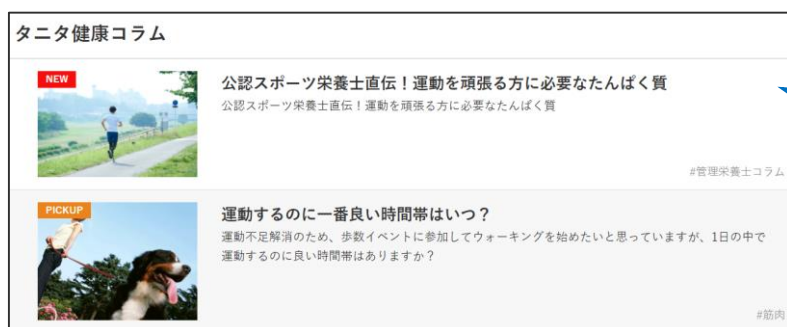 タニタ健康コラム
NEW
公認スポーツ栄養士直伝！運動を頑張る方に必要なたんぱく質
公認スポーツ栄養士直伝！運動を頑張る方に必要なたんぱく質
#管理栄養士コラム
PICKUP
運動するのに一番良い時間帯はいつ？
運動不足解消のため、歩数イベントに参加してウォーキングを始めたいと思っていますが、1日の中で
運動するのに良い時間帯はありますか？
#筋肉